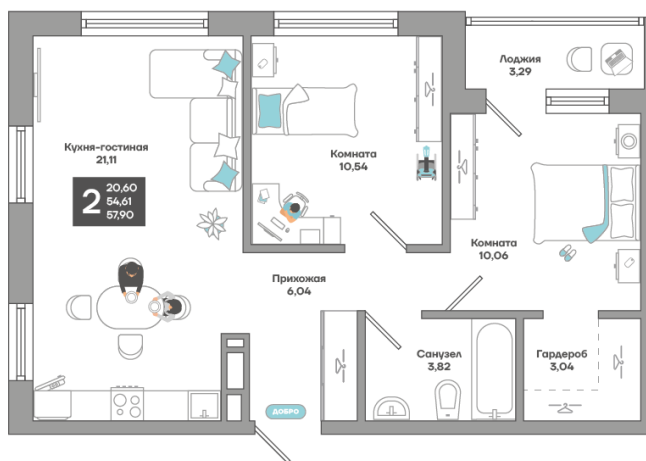 Лоджия
3,29
Кухня-гостиная
21,11
Комната
10,54
2
20,60
54,61
57,90
Комната
10,06
Прихожая
6,04
Санузел
3,82
Гардероб
3,04
ДОБРО